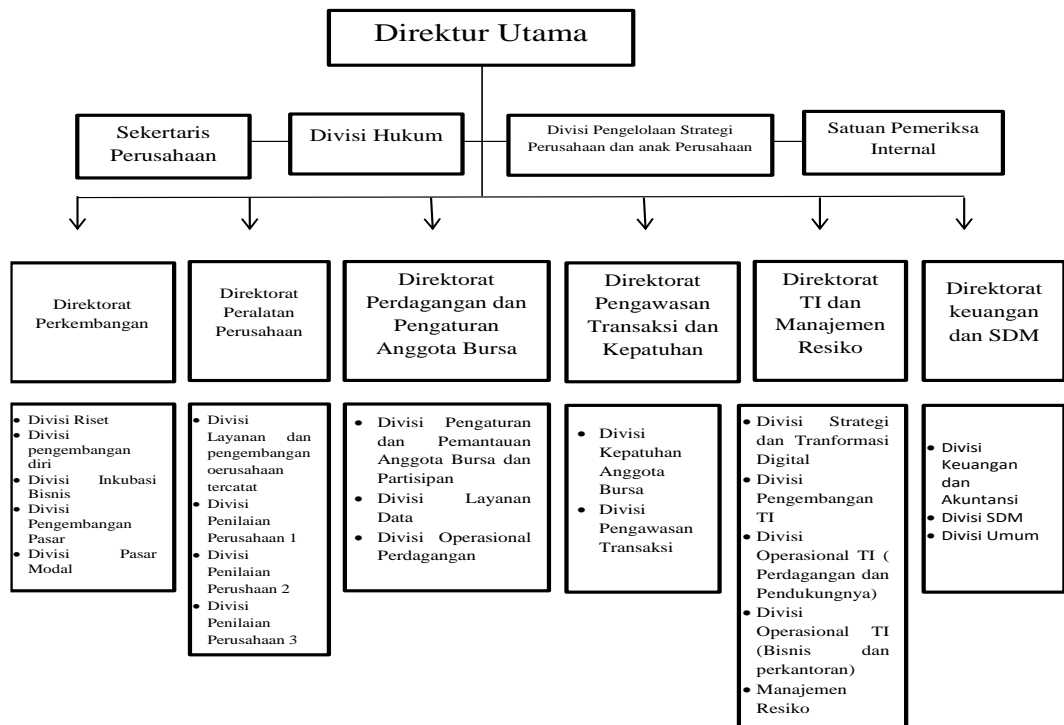 Direktur Utama
Sekertaris
Perusahaan
Divisi Hukum
Divisi Pengelolaan Strategi
Perusahaan dan anak Perusahaan
Satuan Pemeriksa
Internal
Direktorat
Perkembangan
Direktorat
Peralatan
Perusahaan
Direktorat
Perdagangan dan
Pengaturan
Anggota Bursa
Direktorat
Pengawasan
Transaksi dan
Kepatuhan
Direktorat
TI dan
Manajemen
Resiko
Direktorat
keuangan
dan SDM
• Divisi Riset
• Divisi
pengembangan
diri
• Divisi Inkubasi
Bisnis
• Divisi
Pengembangan
Pasar
• Divisi Pasar
Modal
• Divisi
Layanan dan
pengembangan
oerusahaan
tercatat
• Divisi
Penilaian
Perusahaan 1
• Divisi
Penilaian
Perushaan 2
• Divisi
Penilaian
Perusahaan 3
• Divisi Pengaturan
dan Pemantauan
Anggota Bursa dan
Partisipan
• Divisi Layanan
Data
• Divisi Operasional
Perdagangan
• Divisi
Kepatuhan
Anggota
Bursa
• Divisi
Pengawasan
Transaksi
• Divisi Strategi
dan Tranformasi
Digital
• Divisi
Pengembangan
TI
• Divisi
Operasional TI (
Perdagangan dan
Pendukungnya)
• Divisi
Operasional TI
(Bisnis dan
perkantoran)
• Manajemen
Resiko
• Divisi
Keuangan
dan
Akuntansi
• Divisi SDM
• Divisi Umum